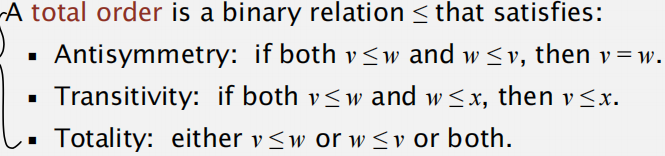 A total order is a binary relation ≤ that satisfies:
▪ Antisymmetry: if both v ≤ w and w ≤ v, then v = w.
▪ Transitivity: if both v ≤ w and w ≤ x, then v ≤ x.
▪ Totality: either v ≤ w or w ≤ v or both.